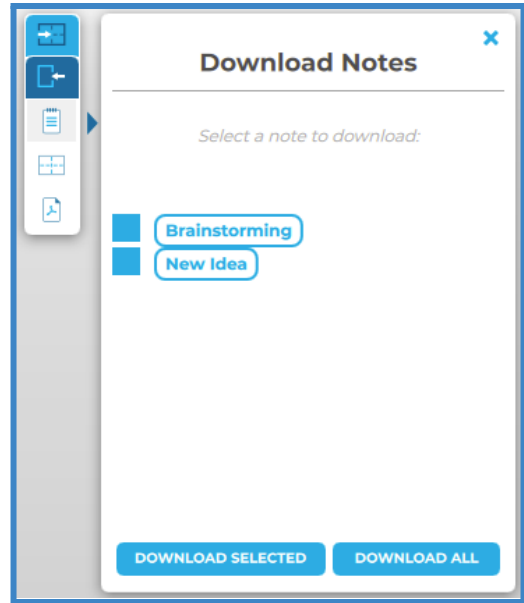 Download Notes
Select a note to download:
Brainstorming
New Idea
DOWNLOAD SELECTED
DOWNLOAD ALL